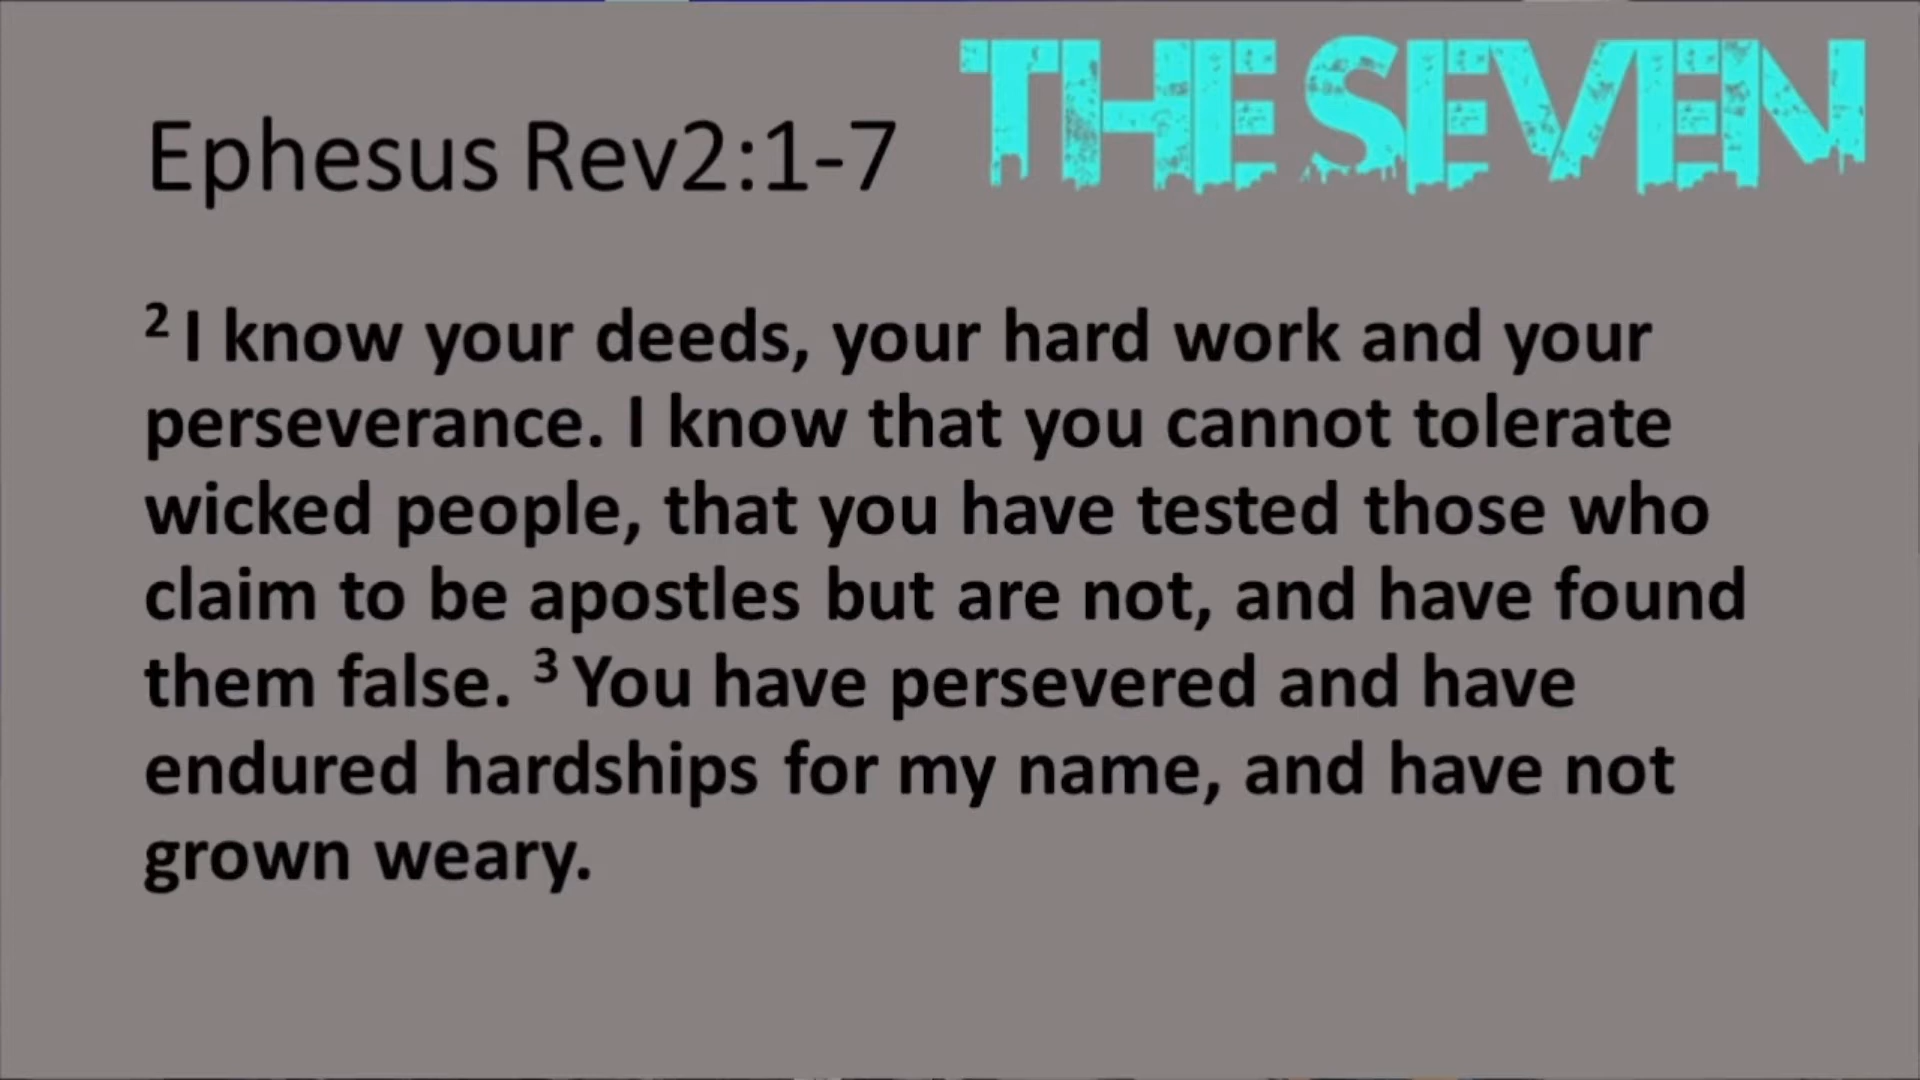 THE SEVEN
Ephesus Rev2:1-7
2 I know your deeds, your hard work and your
perseverance. I know that you cannot tolerate
wicked people, that you have tested those who
claim to be apostles but are not, and have found
them false. 3 You have persevered and have
endured hardships for my name, and have not
grown weary.